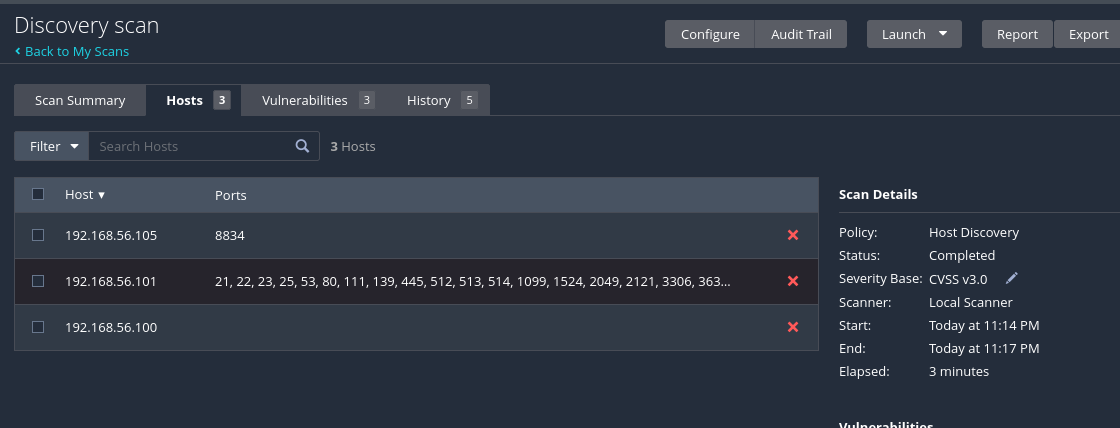 Discovery scan
Back to My Scans
Configure
Audit Trail
Launch
Report
Export
Scan Summary
Hosts 3
Vulnerabilities 3
History 5
Filter
Search Hosts
3 Hosts
Host ▼ Ports
192.168.56.105 8834
192.168.56.101 21, 22, 23, 25, 53, 80, 111, 139, 445, 512, 513, 514, 1099, 1524, 2049, 2121, 3306, 363...
192.168.56.100
Scan Details
Policy: Host Discovery
Status: Completed
Severity Base: CVSS v3.0
Scanner: Local Scanner
Start: Today at 11:14 PM
End: Today at 11:17 PM
Elapsed: 3 minutes
Vulnerabilities